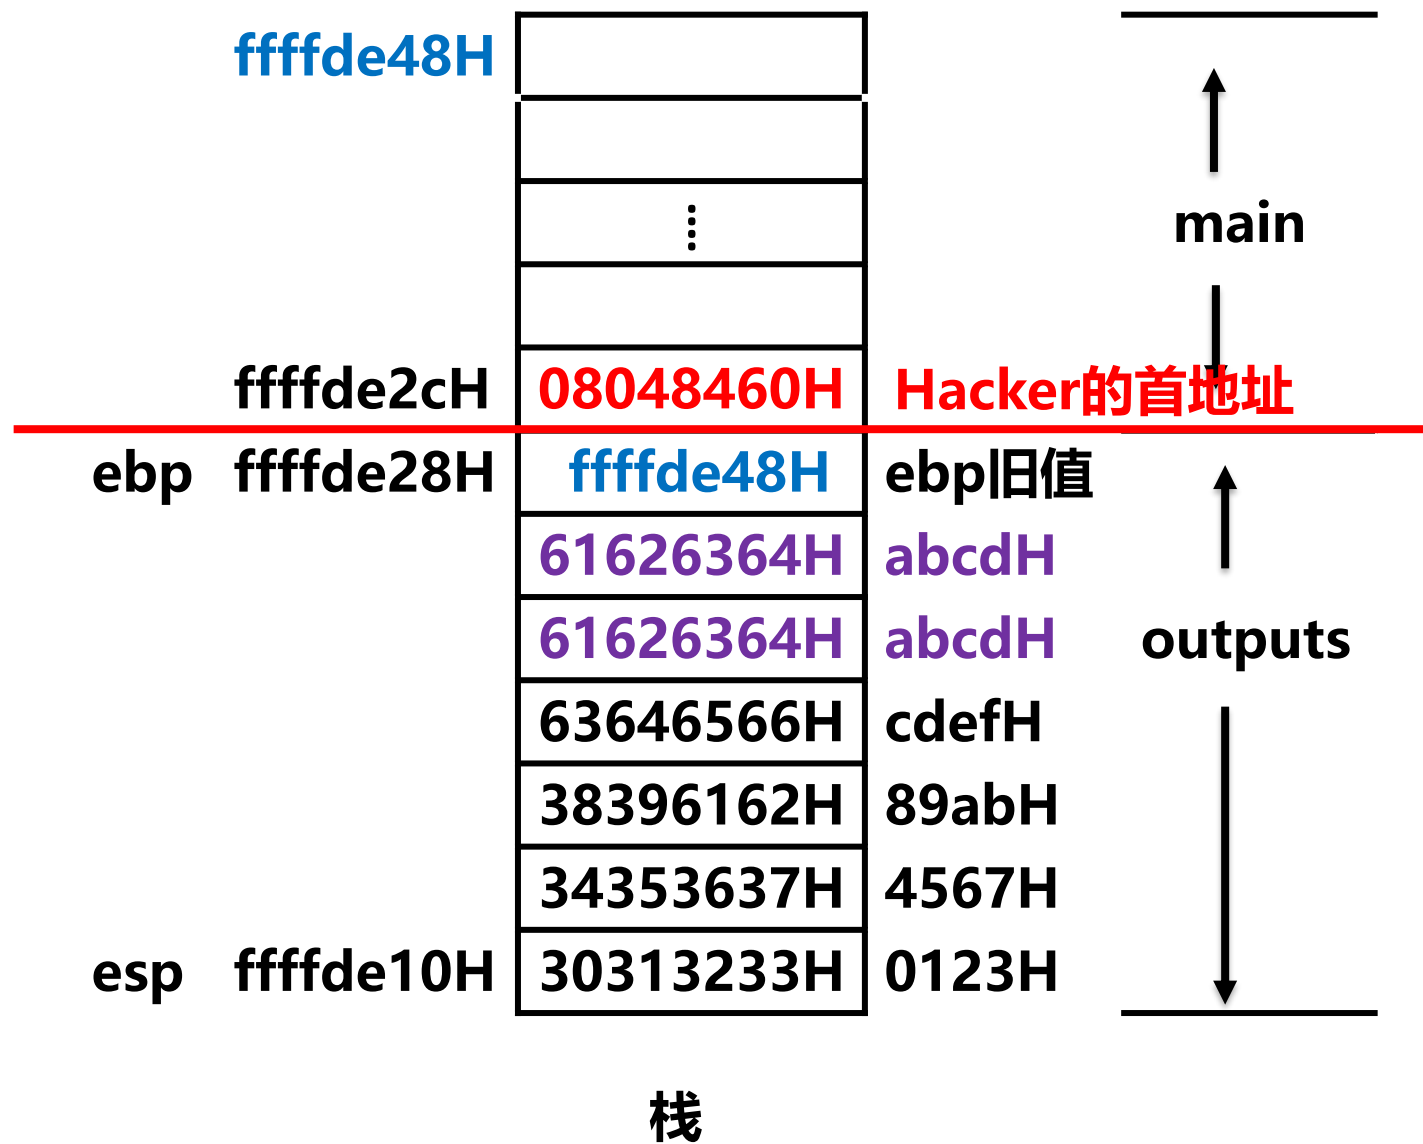 ffffde48H
main
ffffde2cH 08048460H Hacker的首地址
ebp ffffde28H ffffde48H ebp旧值
61626364H abcdH
61626364H abcdH outputs
63646566H cdefH
38396162H 89abH
34353637H 4567H
esp ffffde10H 30313233H 0123H
栈